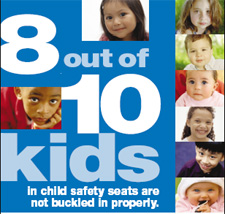 8 out of
10
kids
in child safety seats are
not buckled in properly.